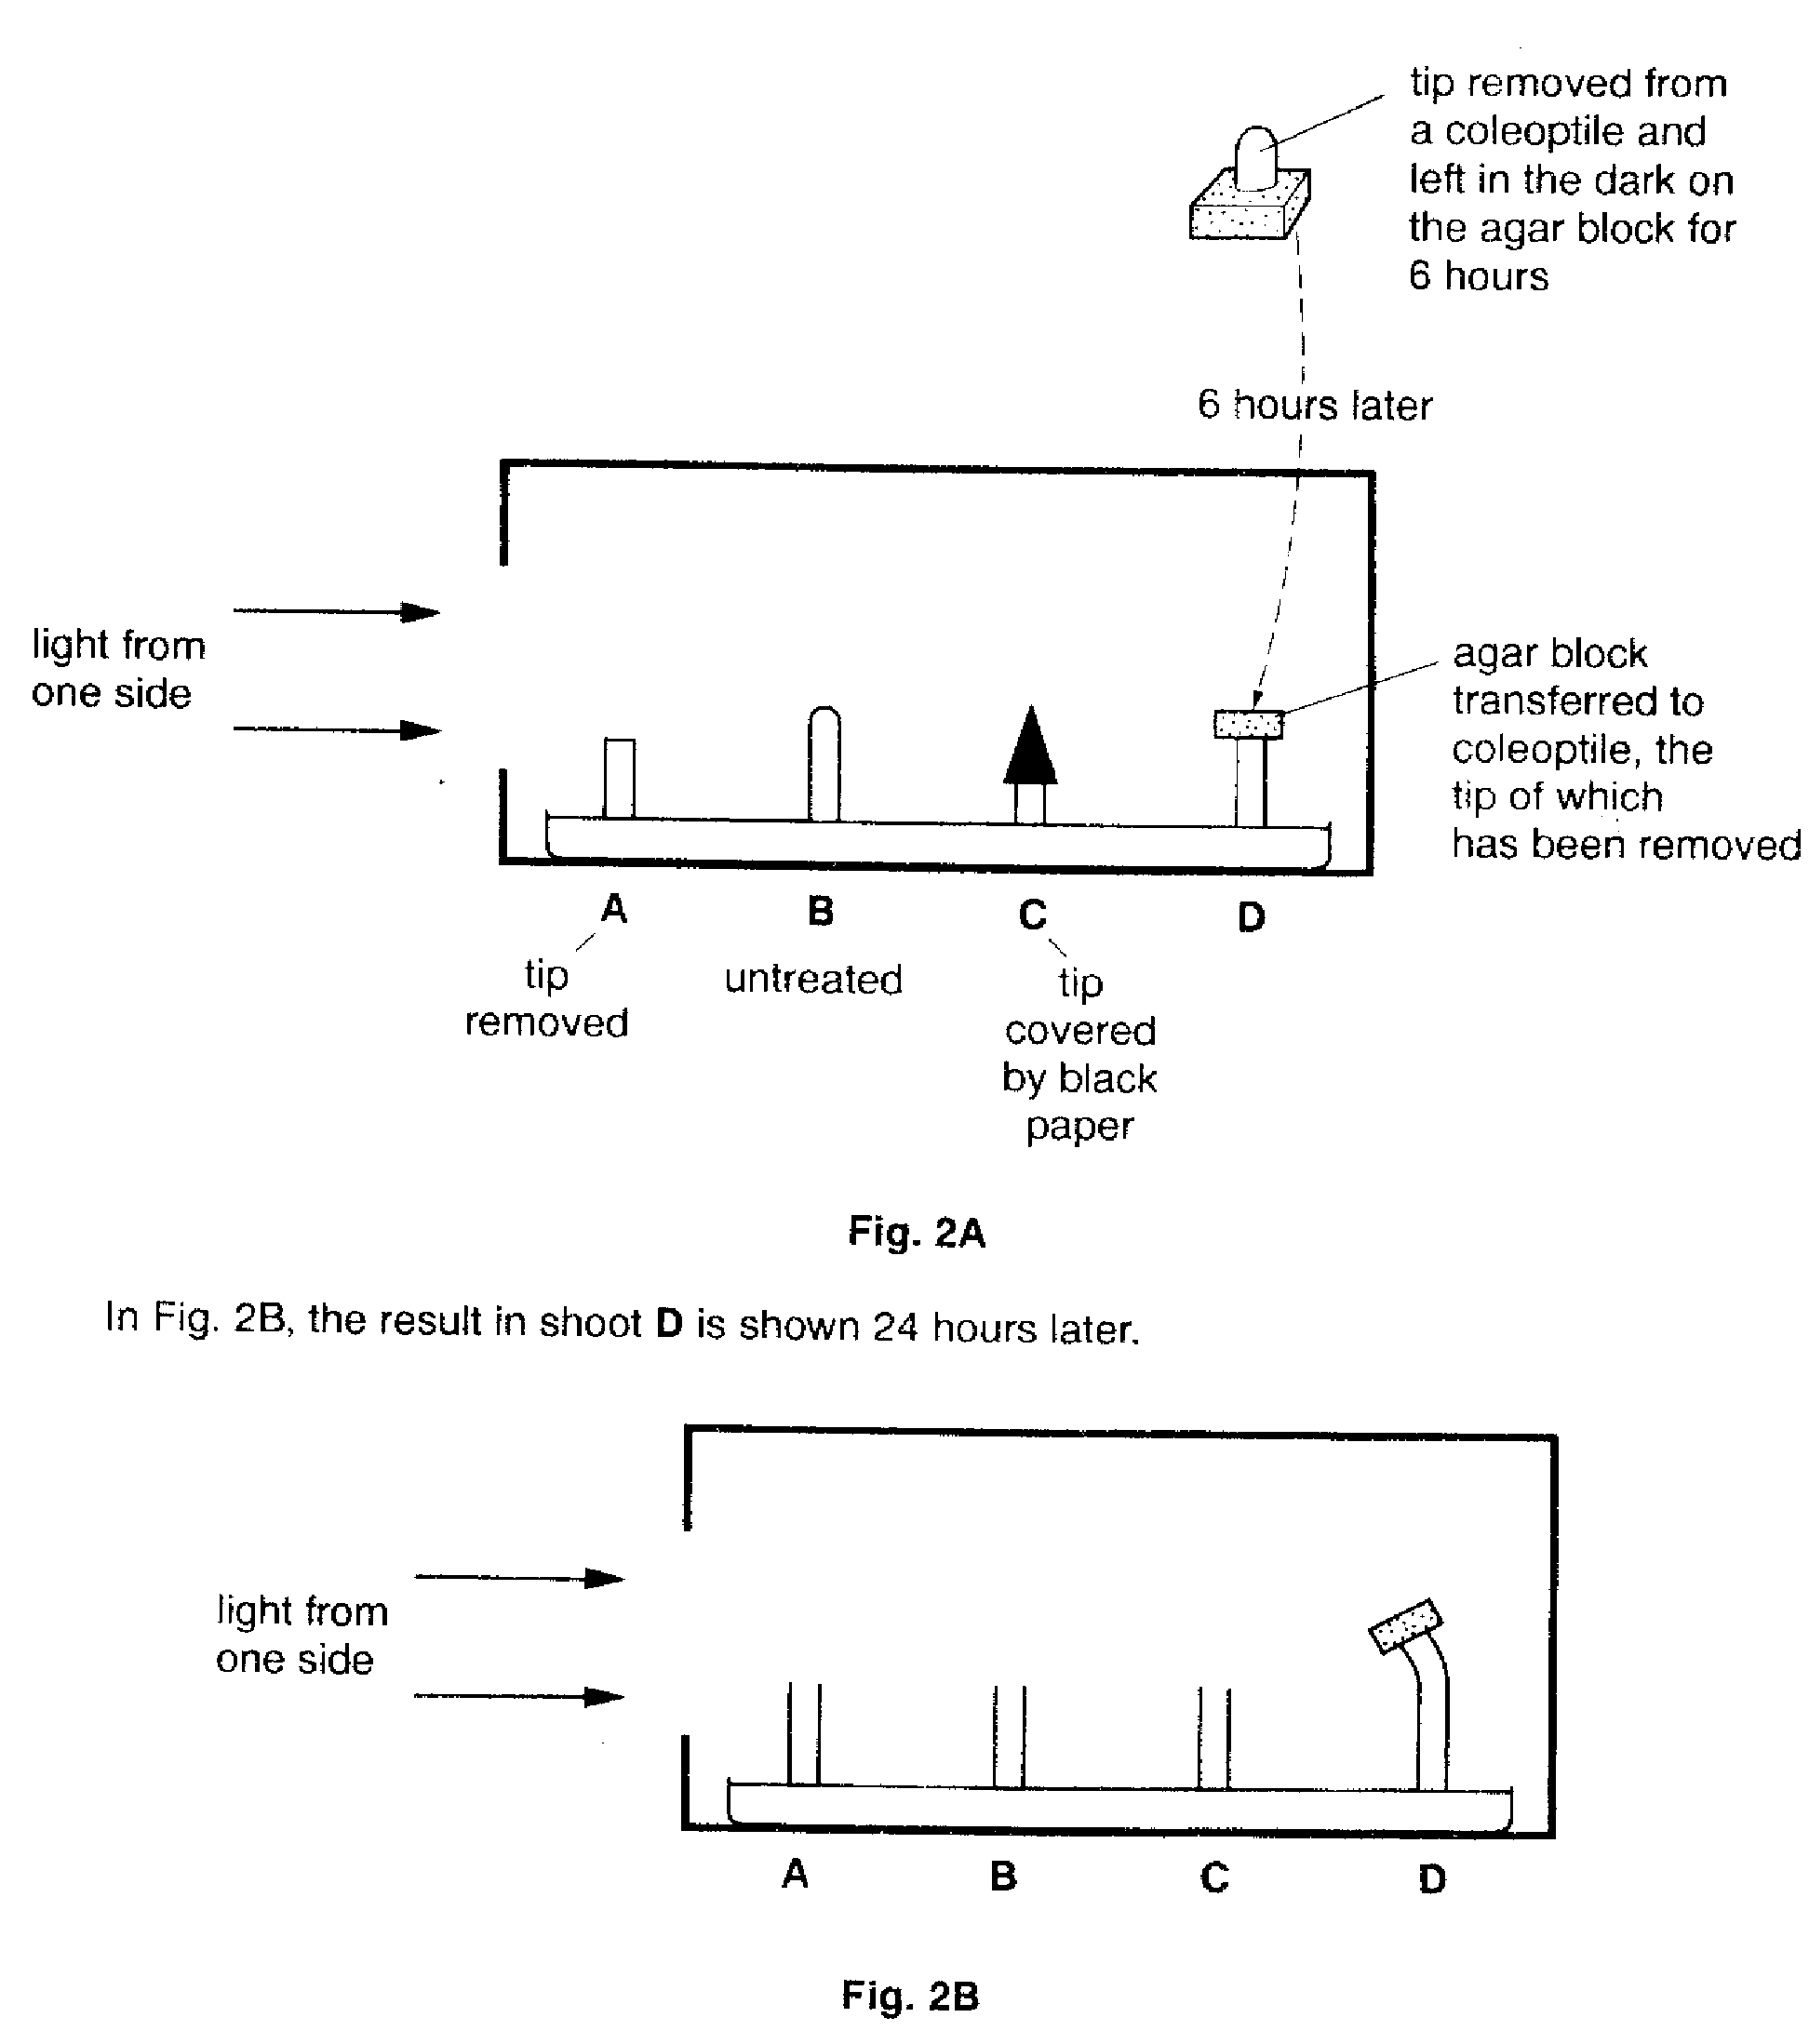 tip removed from
a coleoptile and
left in the dark on
the agar block for
6 hours
6 hours later
light from
one side
agar block
transferred to
coleoptile, the
tip of which
has been removed
A
B
C
D
tip
removed
untreated
tip
covered
by black
paper
Fig. 2A
In Fig. 2B, the result in shoot D is shown 24 hours later.
light from
one side
A
B
C
D
Fig. 2B